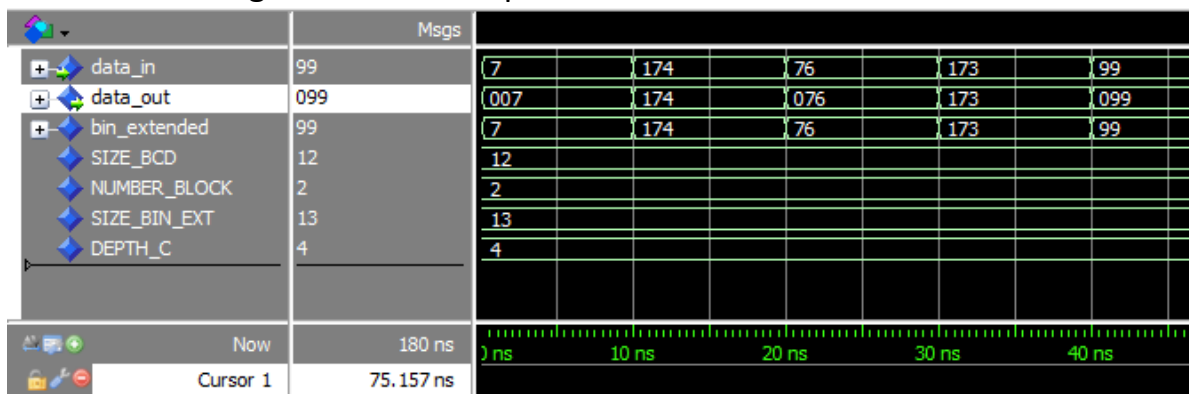 Msgs
data_in 99 7 174 76 173 99
data_out 099 007 174 076 173 099
bin_extended 99 7 174 76 173 99
SIZE_BCD 12 12
NUMBER_BLOCK 2 2
SIZE_BIN_EXT 13 13
DEPTH_C 4 4
Now 180 ns ns 10 ns 20 ns 30 ns 40 ns
Cursor 1 75.157 ns